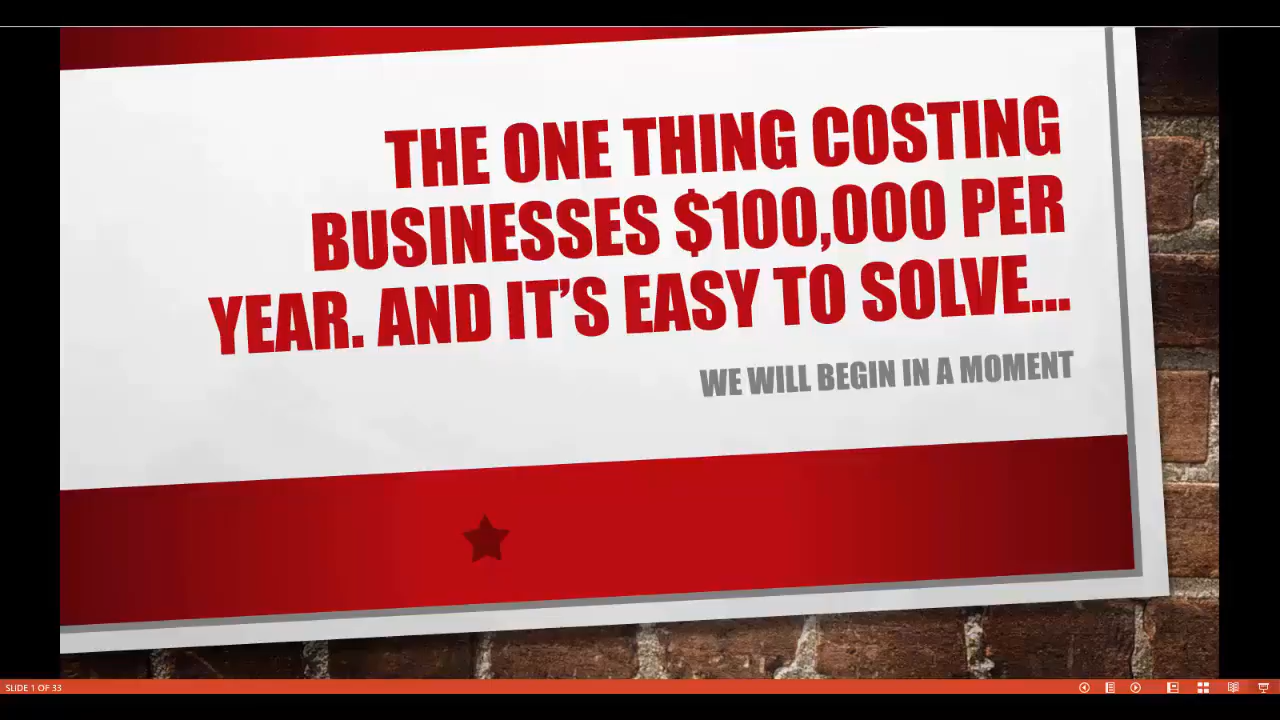 THE ONE THING COSTING
BUSINESSES $100,000 PER
YEAR. AND IT'S EASY TO SOLVE...
WE WILL BEGIN IN A MOMENT
SLIDE 1 OF 33